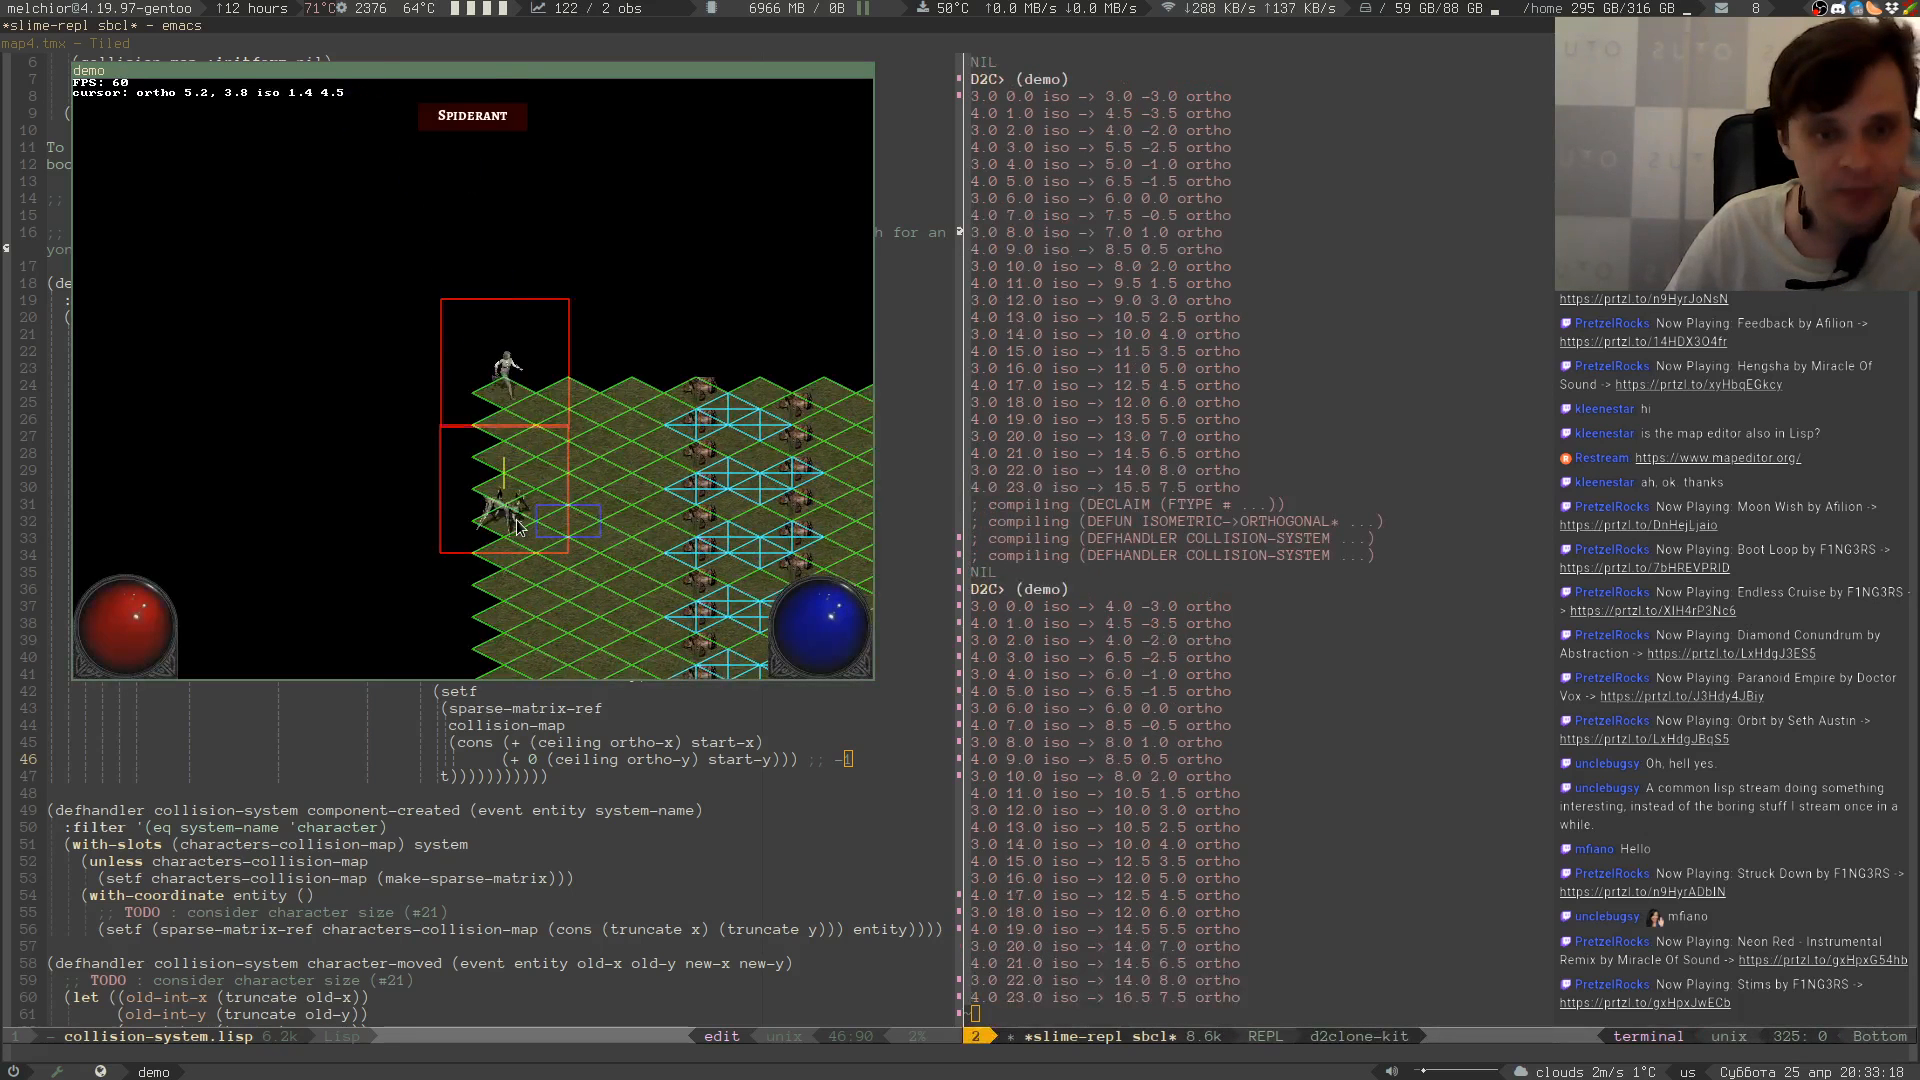 melchior@4.19.97-gentoo
12 hours
71°C
2376
64°C
122 / 2 obs
6966 MB / 0B
50°C
↑0.0 MB/s ↓0.0MB/s
↓288 KB/s ↑137 KB/s
/ 59 GB/88 GB
/home 295 GB/316 GB
8
*slime-repl sbcl* - emacs
map4.tmx - Tiled
demo
FPS: 60
cursor: ortho 5.2, 3.8 iso 1.4 4.5
Spiderant
6
7
8
9 (
10
11 To
12 boo
13
14 ;;
15
16 ;; h for an
yon
17
18 (de
19 :
20 (
21
22
23
24
25
26
27
28
29
30
31
32
33
34
35
36
37
38
39
40
41
42 (setf
43 (sparse-matrix-ref
44 collision-map
45 (cons (+ (ceiling ortho-x) start-x)
46 (+ 0 (ceiling ortho-y) start-y))) ;; -1
47 t)))))))))))
48
49 (defhandler collision-system component-created (event entity system-name)
50 :filter '(eq system-name 'character)
51 (with-slots (characters-collision-map) system
52 (unless characters-collision-map
53 (setf characters-collision-map (make-sparse-matrix)))
54 (with-coordinate entity ()
55 ;; TODO : consider character size (#21)
56 (setf (sparse-matrix-ref characters-collision-map (cons (truncate x) (truncate y))) entity))))
57
58 (defhandler collision-system character-moved (event entity old-x old-y new-x new-y)
59 ;; TODO : consider character size (#21)
60 (let ((old-int-x (truncate old-x))
61 (old-int-y (truncate old-y))
1 - collision-system.lisp 6.2k Lisp edit unix 46:90 2%
NIL
D2C> (demo)
3.0 0.0 iso -> 3.0 -3.0 ortho
4.0 1.0 iso -> 4.5 -3.5 ortho
3.0 2.0 iso -> 4.0 -2.0 ortho
4.0 3.0 iso -> 5.5 -2.5 ortho
3.0 4.0 iso -> 5.0 -1.0 ortho
4.0 5.0 iso -> 6.5 -1.5 ortho
3.0 6.0 iso -> 6.0 0.0 ortho
4.0 7.0 iso -> 7.5 -0.5 ortho
3.0 8.0 iso -> 7.0 1.0 ortho
4.0 9.0 iso -> 8.5 0.5 ortho
3.0 10.0 iso -> 8.0 2.0 ortho
4.0 11.0 iso -> 9.5 1.5 ortho
3.0 12.0 iso -> 9.0 3.0 ortho
4.0 13.0 iso -> 10.5 2.5 ortho
3.0 14.0 iso -> 10.0 4.0 ortho
4.0 15.0 iso -> 11.5 3.5 ortho
3.0 16.0 iso -> 11.0 5.0 ortho
4.0 17.0 iso -> 12.5 4.5 ortho
3.0 18.0 iso -> 12.0 6.0 ortho
4.0 19.0 iso -> 13.5 5.5 ortho
3.0 20.0 iso -> 13.0 7.0 ortho
4.0 21.0 iso -> 14.5 6.5 ortho
3.0 22.0 iso -> 14.0 8.0 ortho
4.0 23.0 iso -> 15.5 7.5 ortho
; compiling (DECLAIM (FTYPE # ...))
; compiling (DEFUN ISOMETRIC->ORTHOGONAL* ...)
; compiling (DEFHANDLER COLLISION-SYSTEM ...)
; compiling (DEFHANDLER COLLISION-SYSTEM ...)
NIL
D2C> (demo)
3.0 0.0 iso -> 4.0 -3.0 ortho
4.0 1.0 iso -> 4.5 -3.5 ortho
3.0 2.0 iso -> 4.0 -2.0 ortho
4.0 3.0 iso -> 6.5 -2.5 ortho
3.0 4.0 iso -> 6.0 -1.0 ortho
4.0 5.0 iso -> 6.5 -1.5 ortho
3.0 6.0 iso -> 6.0 0.0 ortho
4.0 7.0 iso -> 8.5 -0.5 ortho
3.0 8.0 iso -> 8.0 1.0 ortho
4.0 9.0 iso -> 8.5 0.5 ortho
3.0 10.0 iso -> 8.0 2.0 ortho
4.0 11.0 iso -> 10.5 1.5 ortho
3.0 12.0 iso -> 10.0 3.0 ortho
4.0 13.0 iso -> 10.5 2.5 ortho
3.0 14.0 iso -> 10.0 4.0 ortho
4.0 15.0 iso -> 12.5 3.5 ortho
3.0 16.0 iso -> 12.0 5.0 ortho
4.0 17.0 iso -> 12.5 4.5 ortho
3.0 18.0 iso -> 12.0 6.0 ortho
4.0 19.0 iso -> 14.5 5.5 ortho
3.0 20.0 iso -> 14.0 7.0 ortho
4.0 21.0 iso -> 14.5 6.5 ortho
3.0 22.0 iso -> 14.0 8.0 ortho
4.0 23.0 iso -> 16.5 7.5 ortho
2 * *slime-repl sbcl* 8.6k REPL d2clone-kit terminal unix 325: 0 Bottom
https://prtzl.to/n9HyrJoNsN
PretzelRocks Now Playing: Feedback by Afilion ->
https://prtzl.to/14HDX3O4fr
PretzelRocks Now Playing: Hengsha by Miracle Of
Sound -> https://prtzl.to/xyHbqEGkcy
kleenestar hi
kleenestar is the map editor also in Lisp?
Restream https://www.mapeditor.org/
kleenestar ah, ok. thanks
PretzelRocks Now Playing: Moon Wish by Afilion ->
https://prtzl.to/DnHejLjaio
PretzelRocks Now Playing: Boot Loop by F1NG3RS ->
https://prtzl.to/7bHREVPRID
PretzelRocks Now Playing: Endless Cruise by F1NG3RS -
> https://prtzl.to/XIH4rP3Nc6
PretzelRocks Now Playing: Diamond Conundrum by
Abstraction -> https://prtzl.to/LxHdgJ3ES5
PretzelRocks Now Playing: Paranoid Empire by Doctor
Vox -> https://prtzl.to/J3Hdy4JBiy
PretzelRocks Now Playing: Orbit by Seth Austin ->
https://prtzl.to/LxHdgJBqS5
unclebugsy Oh, hell yes.
unclebugsy A common lisp stream doing something
interesting, instead of the boring stuff I stream once in a
while.
mfiano Hello
PretzelRocks Now Playing: Struck Down by F1NG3RS ->
https://prtzl.to/n9HyrADbIN
unclebugsy mfiano
PretzelRocks Now Playing: Neon Red - Instrumental
Remix by Miracle Of Sound -> https://prtzl.to/gxHpxG54hb
PretzelRocks Now Playing: Stims by F1NG3RS ->
https://prtzl.to/gxHpxJwECb
demo
clouds 2m/s 1°C
us
Суббота 25 апр 20:33:18